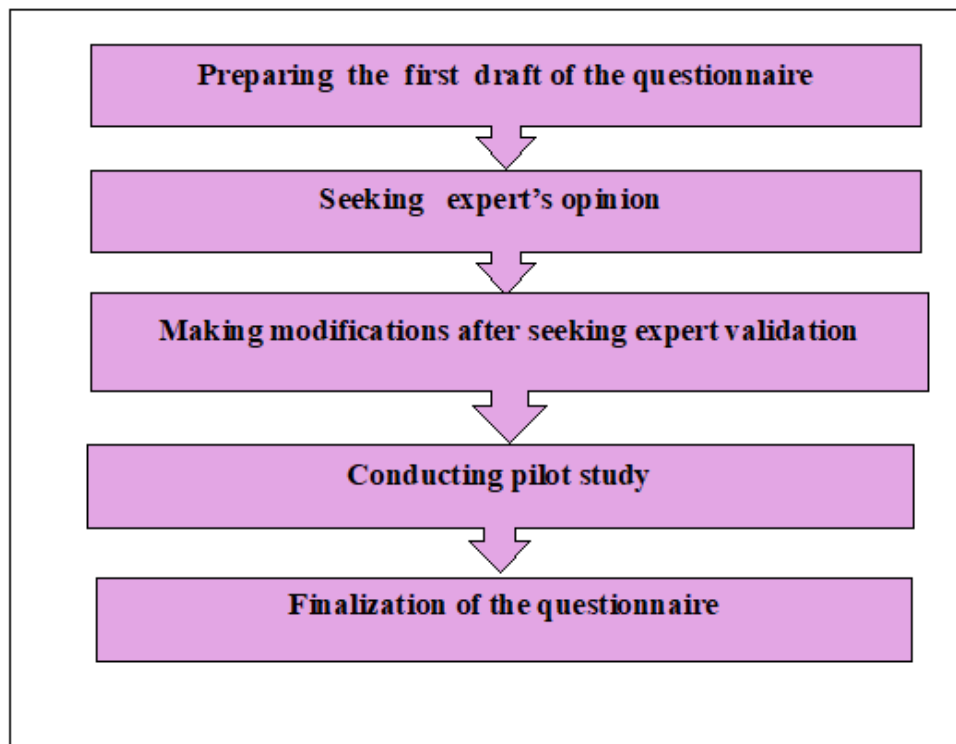 Preparing the first draft of the questionnaire
Seeking expert’s opinion
Making modifications after seeking expert validation
Conducting pilot study
Finalization of the questionnaire